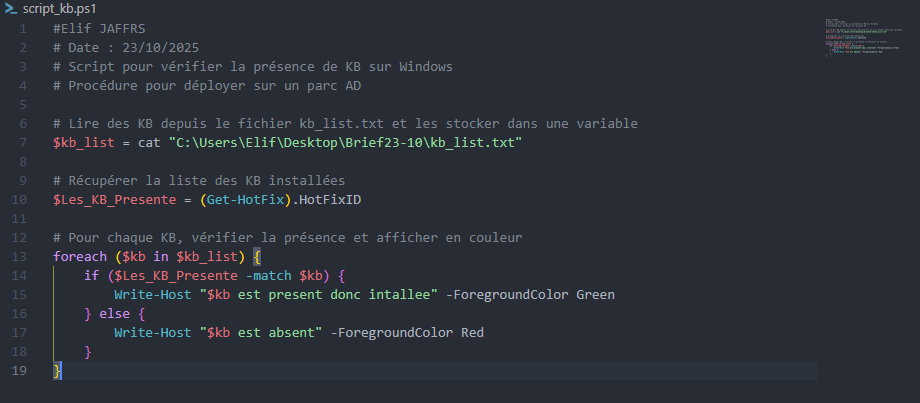 script_kb.ps1
1 #Elif JAFFRS
2 # Date : 23/10/2025
3 # Script pour vérifier la présence de KB sur Windows
4 # Procédure pour déployer sur un parc AD
5
6 # Lire des KB depuis le fichier kb_list.txt et les stocker dans une variable
7 $kb_list = cat "C:\Users\Elif\Desktop\Brief23-10\kb_list.txt"
8
9 # Récupérer la liste des KB installées
10 $Les_KB_Presente = (Get-HotFix).HotFixID
11
12 # Pour chaque KB, vérifier la présence et afficher en couleur
13 foreach ($kb in $kb_list) {
14     if ($Les_KB_Presente -match $kb) {
15         Write-Host "$kb est present donc intallee" -ForegroundColor Green
16     } else {
17         Write-Host "$kb est absent" -ForegroundColor Red
18     }
19 }